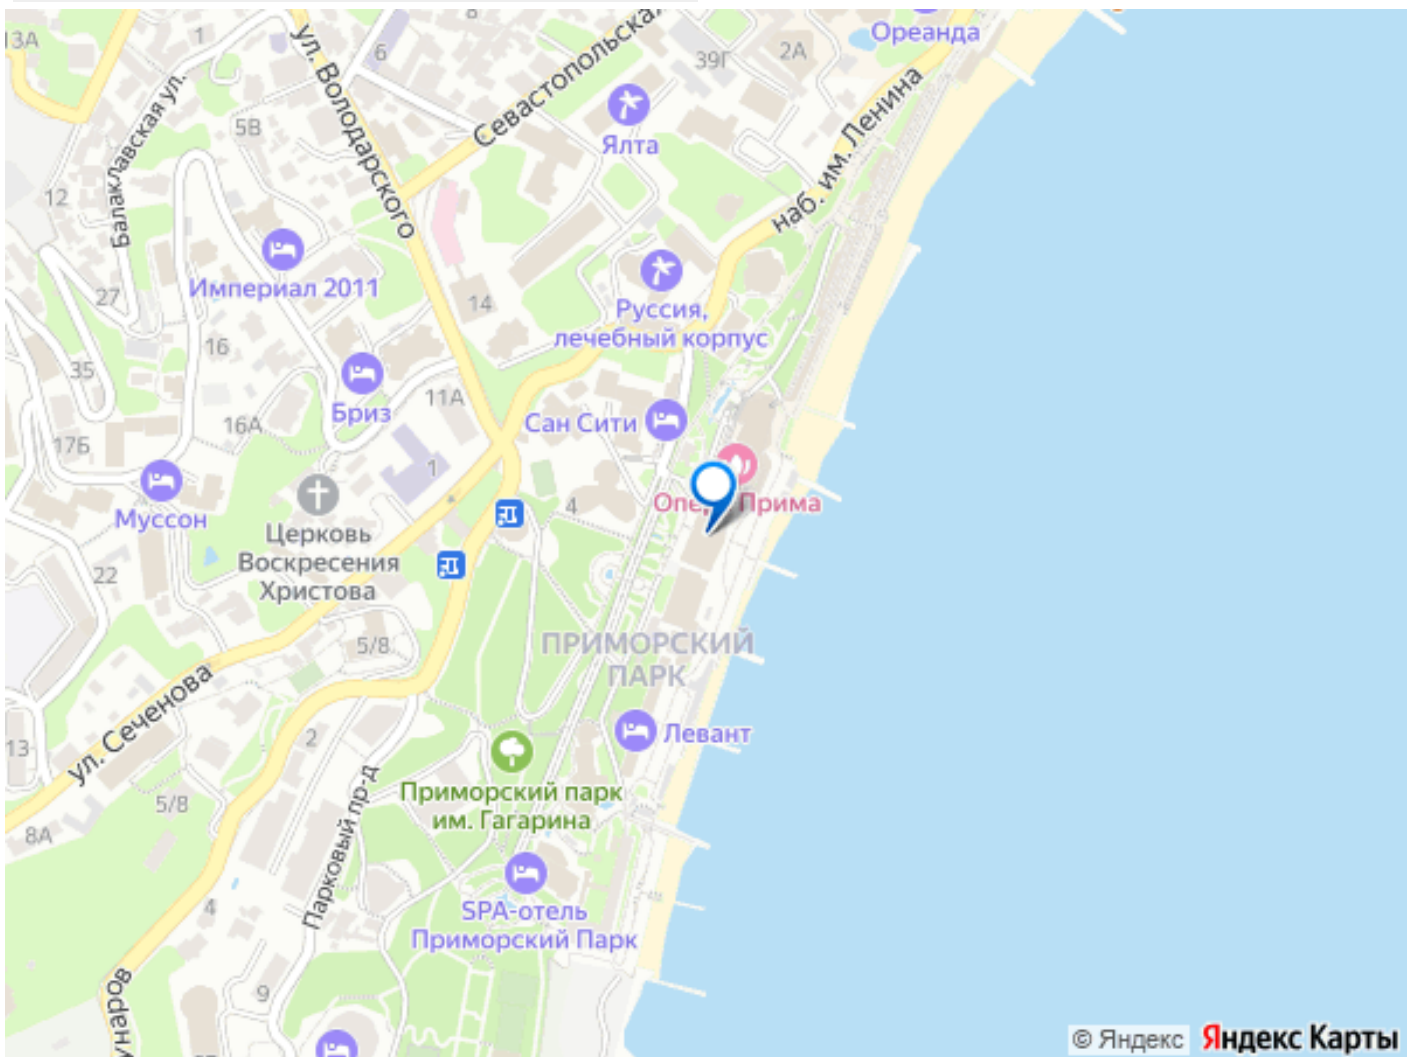 Ореанда
13А
1
6
39Г
2А
ул. Володарского
Севастопольская
наб. им. Ленина
Балаклавская ул.
5В
Ялта
12
Империал 2011
27
14
Руссия,
лечебный корпус
16
35
11А
Бриз
16А
Сан Сити
17Б
1
4
Муссон
Церковь
Воскресения
Христова
Прима
22
5/8
ПРИМОРСКИЙ
ПАРК
ул. Сеченова
13
2
Левант
Приморский парк
им. Гагарина
5/8
8А
Парковый пр-д
4
SPA-отель
Приморский Парк
9
унаров
© Яндекс
Яндекс Карты